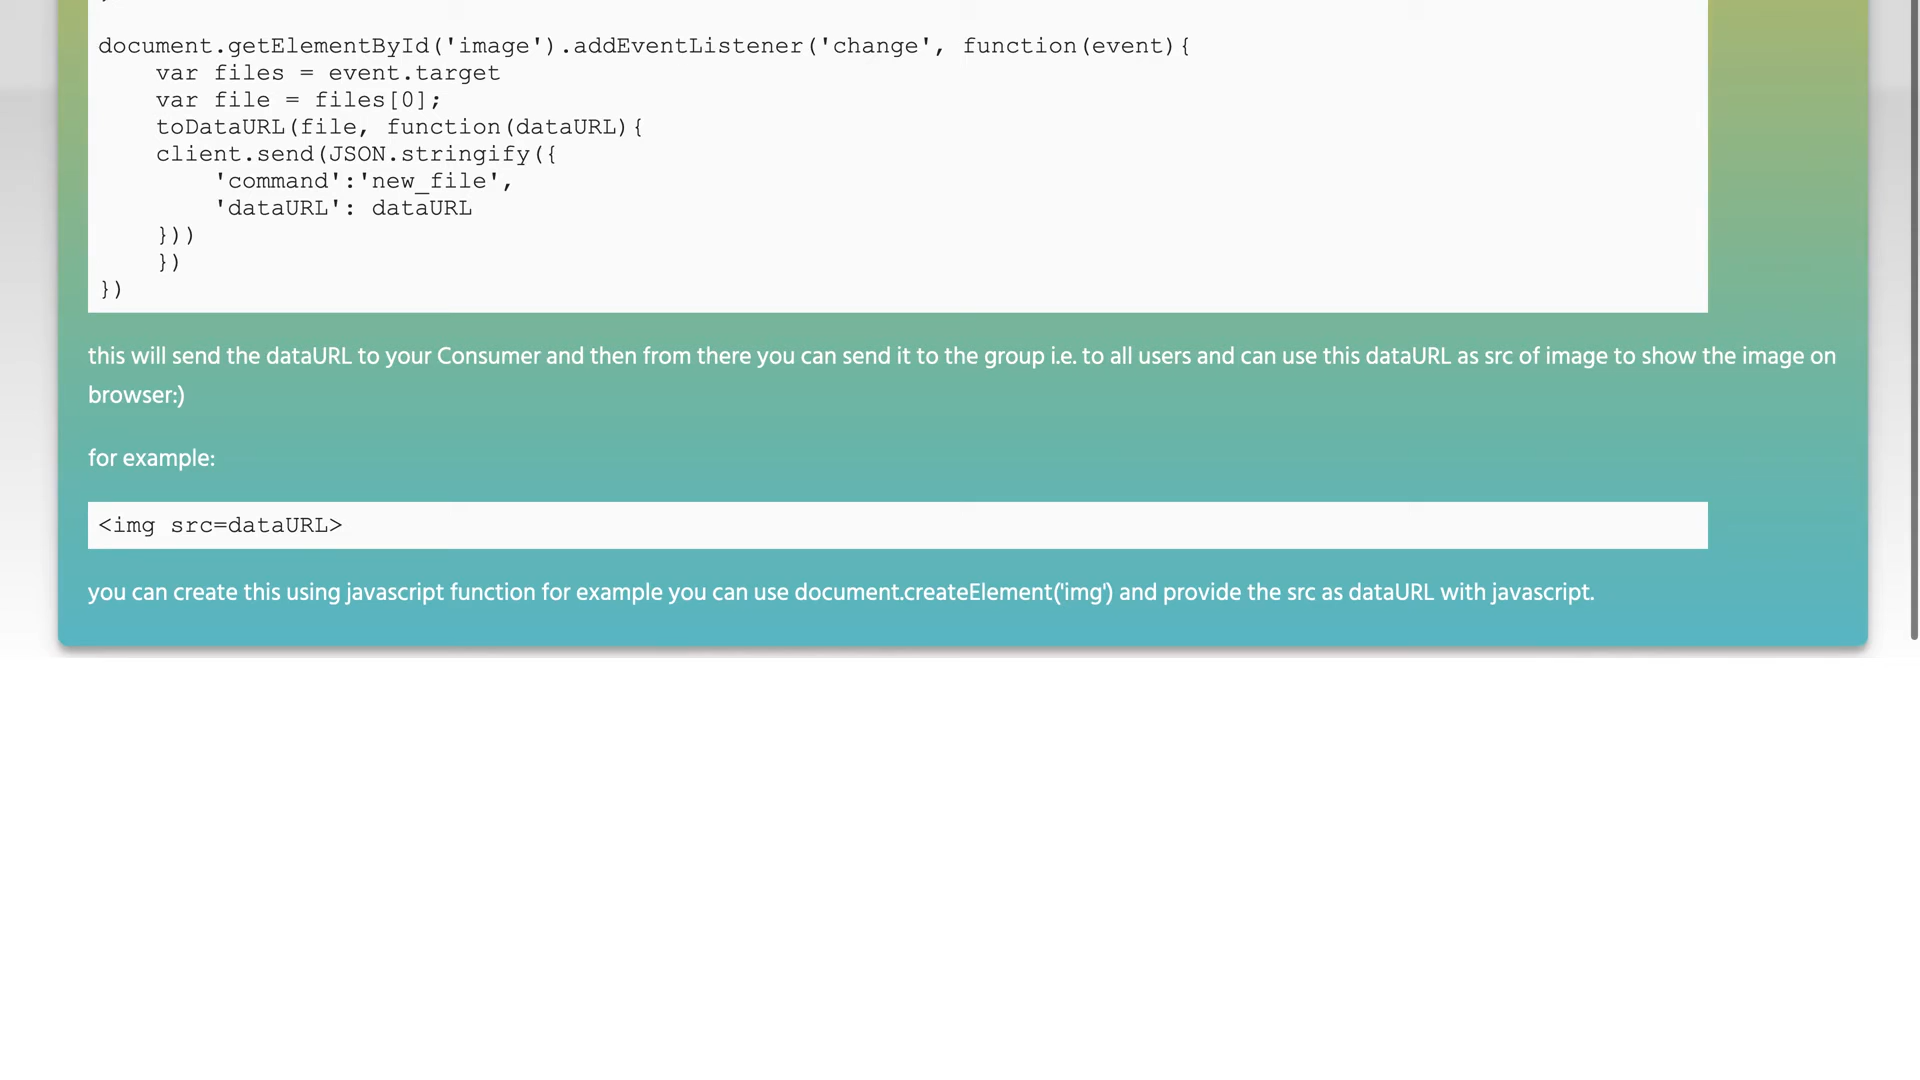 document.getElementById('image').addEventListener('change', function(event){
    var files = event.target
    var file = files[0];
    toDataURL(file, function(dataURL){
    client.send(JSON.stringify({
        'command':'new_file',
        'dataURL': dataURL
    }))
    })
})
this will send the dataURL to your Consumer and then from there you can send it to the group i.e. to all users and can use this dataURL as src of image to show the image on
browser:)
for example:
<img src=dataURL>
you can create this using javascript function for example you can use document.createElement('img') and provide the src as dataURL with javascript.